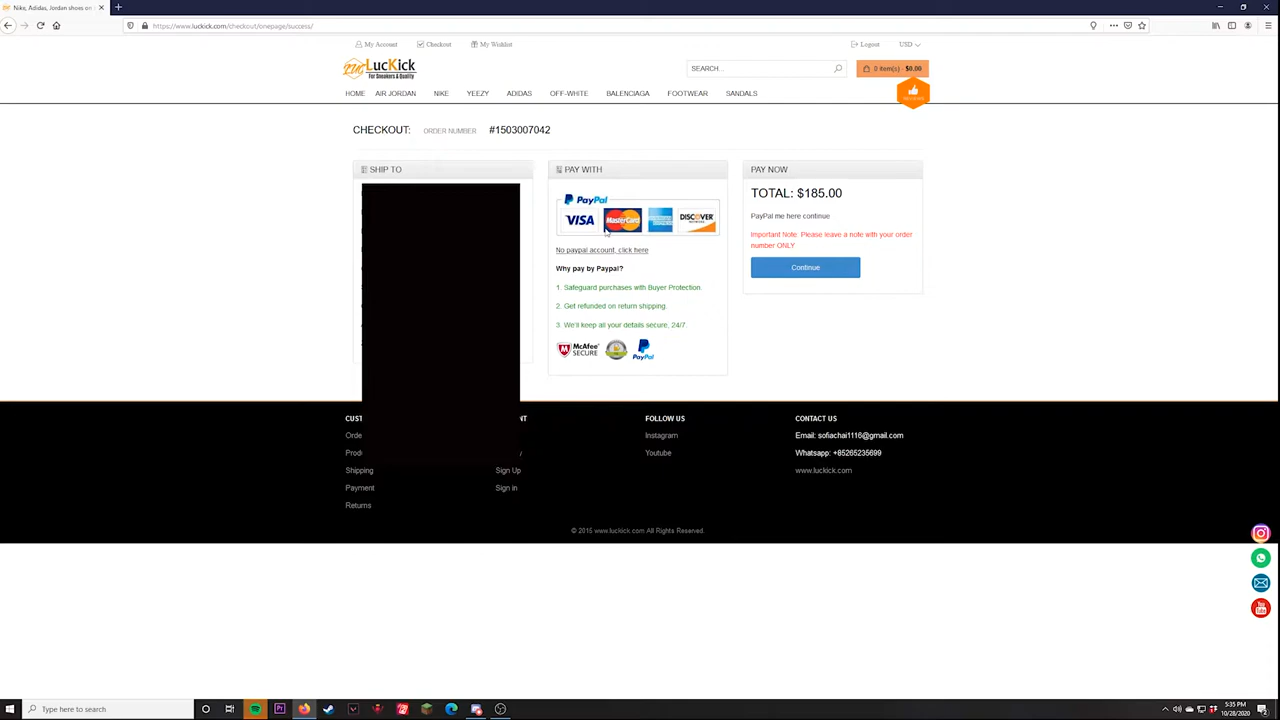 Nike, Adidas, Jordan shoes on
https://www.luckick.com/checkout/onepage/success/
My Account
Checkout
My Wishlist
Logout
USD
LUC LucKick
For Sneakers & Quality
SEARCH...
0 item(s) - $0.00
HOME
AIR JORDAN
NIKE
YEEZY
ADIDAS
OFF-WHITE
BALENCIAGA
FOOTWEAR
SANDALS
CHECKOUT: ORDER NUMBER #1503007042
SHIP TO
PAY WITH
PayPal
VISA MasterCard DISCOVER
No paypal account, click here
Why pay by Paypal?
1. Safeguard purchases with Buyer Protection.
2. Get refunded on return shipping.
3. We'll keep all your details secure, 24/7.
McAfee SECURE
PayPal
PAY NOW
TOTAL: $185.00
PayPal me here continue
Important Note: Please leave a note with your order
number ONLY
Continue
CUST
Orde
Prod
Shipping
Payment
Returns
NT
y
Sign Up
Sign in
FOLLOW US
Instagram
Youtube
CONTACT US
Email: sofiachai1116@gmail.com
Whatsapp: +85265235699
www.luckick.com
© 2015 www.luckick.com All Rights Reserved.
Type here to search
5:35 PM
10/28/2020